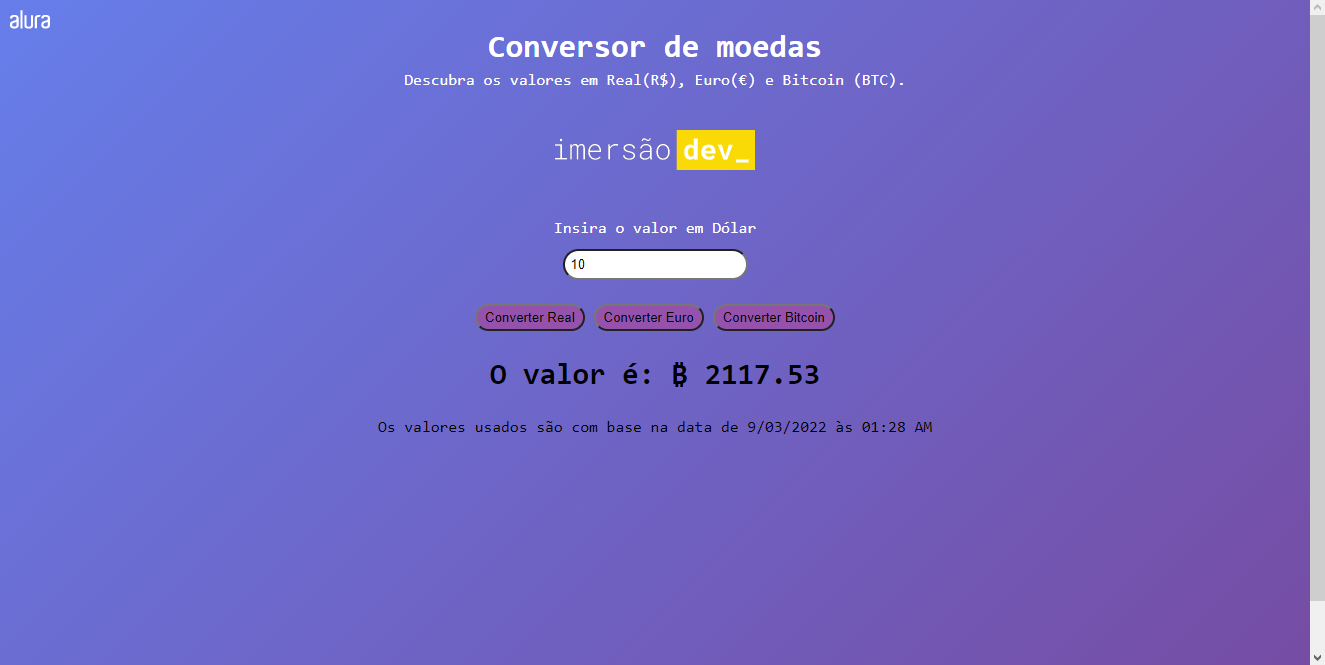 alura
Conversor de moedas
Descubra os valores em Real(R$), Euro(€) e Bitcoin (BTC).
imersão dev_
Insira o valor em Dólar
10
Converter Real Converter Euro Converter Bitcoin
O valor é: ₿ 2117.53
Os valores usados são com base na data de 9/03/2022 às 01:28 AM